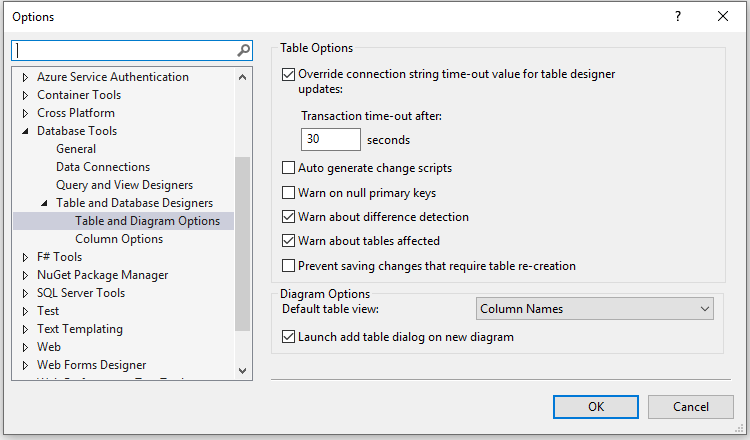 Options
Azure Service Authentication
Container Tools
Cross Platform
Database Tools
General
Data Connections
Query and View Designers
Table and Database Designers
Table and Diagram Options
Column Options
F# Tools
NuGet Package Manager
SQL Server Tools
Test
Text Templating
Web
Web Forms Designer
Table Options
Override connection string time-out value for table designer
updates:
Transaction time-out after:
30 seconds
Auto generate change scripts
Warn on null primary keys
Warn about difference detection
Warn about tables affected
Prevent saving changes that require table re-creation
Diagram Options
Default table view: Column Names
Launch add table dialog on new diagram
OK
Cancel